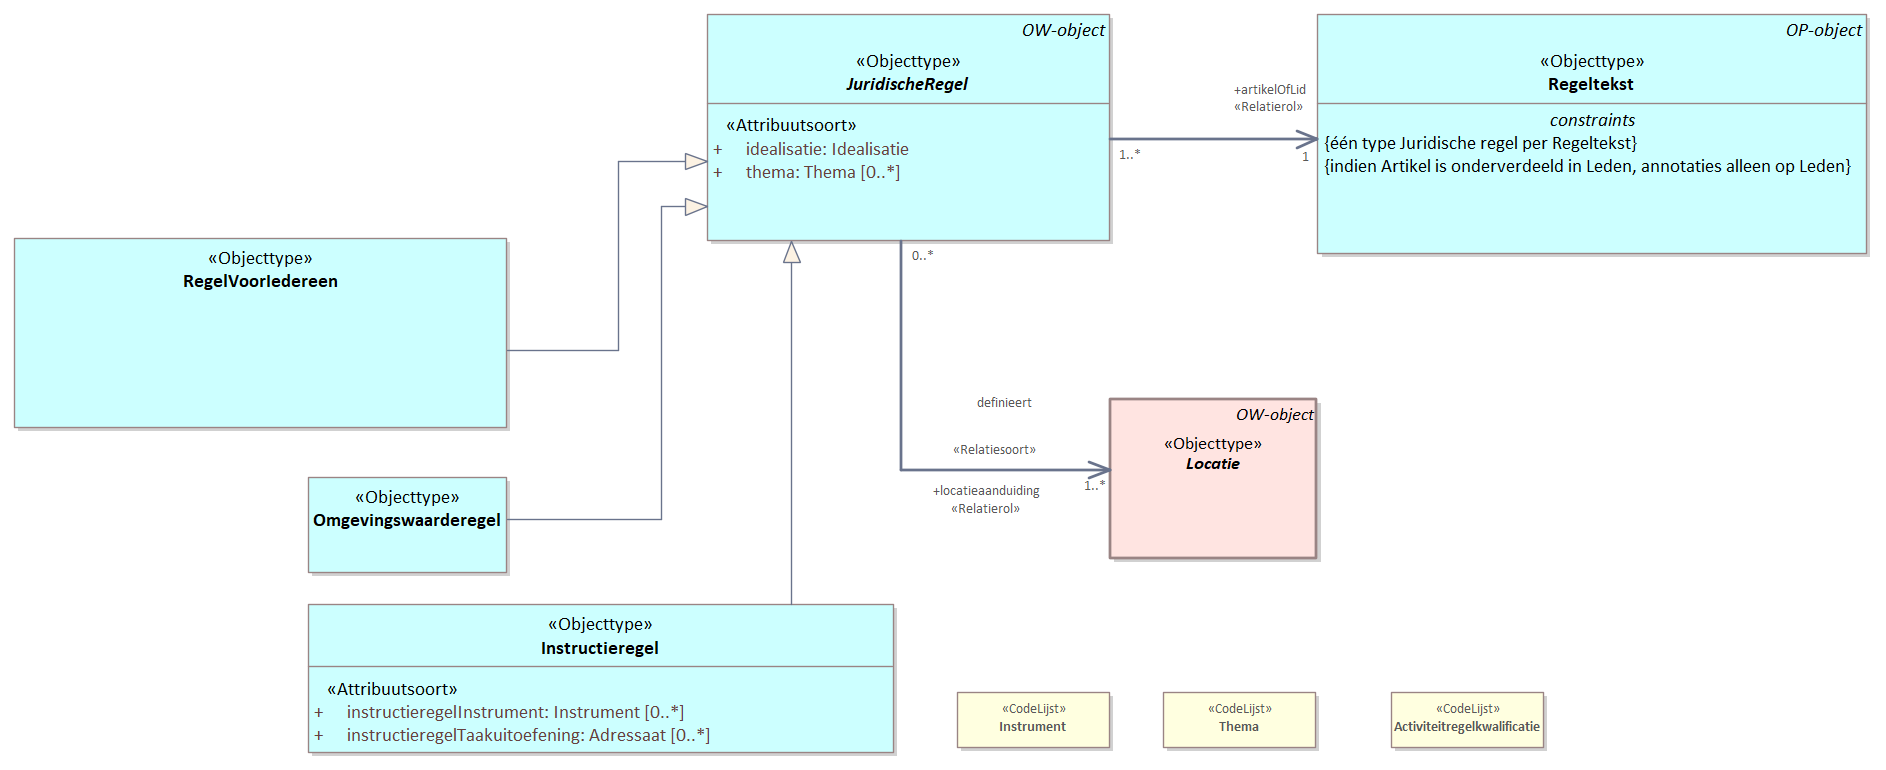 OW-object
«Objecttype»
JuridischeRegel
«Attribuutsoort»
+ idealisatie: Idealisatie
+ thema: Thema [0..*]
OP-object
«Objecttype»
Regeltekst
constraints
{één type Juridische regel per Regeltekst}
{indien Artikel is onderverdeeld in Leden, annotaties alleen op Leden}
+artikelOfLid
«Relatierol»
1..*
1
«Objecttype»
RegelVoorIedereen
0..*
definieert
«Relatiesoort»
+locatieaanduiding
«Relatierol»
1..*
OW-object
«Objecttype»
Locatie
«Objecttype»
Omgevingswaarderegel
«Objecttype»
Instructieregel
«Attribuutsoort»
+ instructieregelInstrument: Instrument [0..*]
+ instructieregelTaakuitoefening: Adressaat [0..*]
«CodeLijst»
Instrument
«CodeLijst»
Thema
«CodeLijst»
Activiteitregelkwalificatie